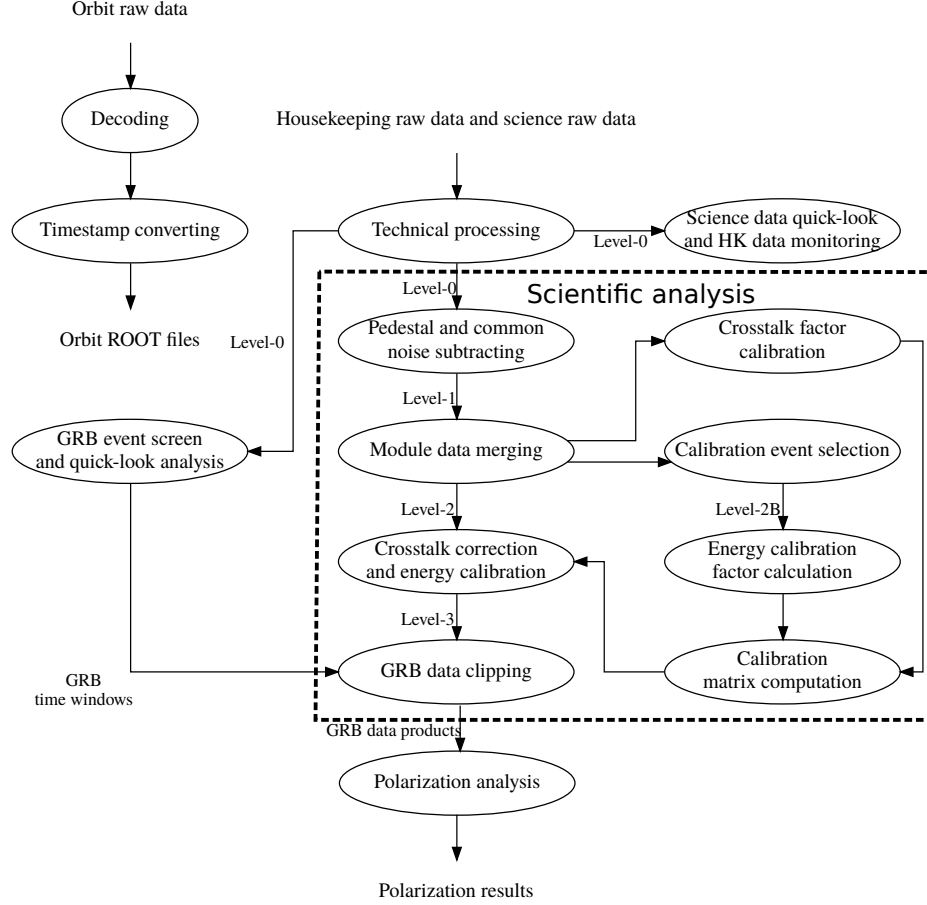 Orbit raw data
Decoding
Housekeeping raw data and science raw data
Timestamp converting
Technical processing
Level-0
Science data quick-look
and HK data monitoring
Level-0
Scientific analysis
Orbit ROOT files
Level-0
Pedestal and common
noise subtracting
Crosstalk factor
calibration
Level-1
GRB event screen
and quick-look analysis
Module data merging
Calibration event selection
Level-2
Level-2B
Crosstalk correction
and energy calibration
Energy calibration
factor calculation
Level-3
GRB
time windows
GRB data clipping
Calibration
matrix computation
GRB data products
Polarization analysis
Polarization results